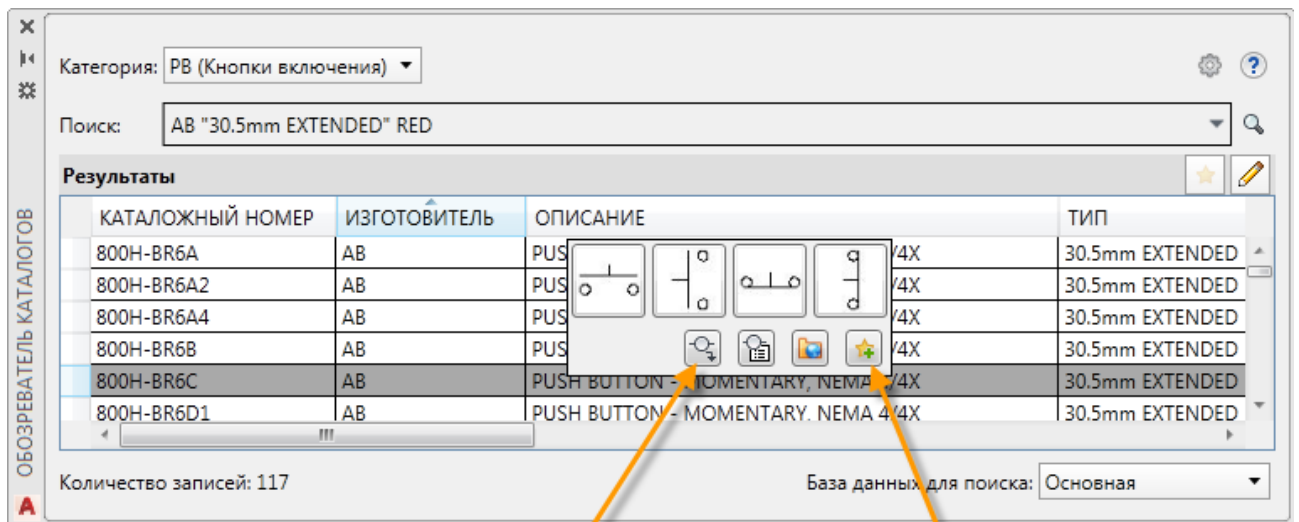 Категория: PB (Кнопки включения)
Поиск: AB "30.5mm EXTENDED" RED
Результаты
КАТАЛОЖНЫЙ НОМЕР ИЗГОТОВИТЕЛЬ ОПИСАНИЕ ТИП
800H-BR6A AB PUS /4X 30.5mm EXTENDED
800H-BR6A2 AB PUS /4X 30.5mm EXTENDED
800H-BR6A4 AB PUS /4X 30.5mm EXTENDED
800H-BR6B AB PUS /4X 30.5mm EXTENDED
800H-BR6C AB PUSH BUTTON - MOMENTARY, NEMA 4/4X 30.5mm EXTENDED
800H-BR6D1 AB PUSH BUTTON - MOMENTARY, NEMA 4/4X 30.5mm EXTENDED
Количество записей: 117 База данных для поиска: Основная
ОБОЗРЕВАТЕЛЬ КАТАЛОГОВ